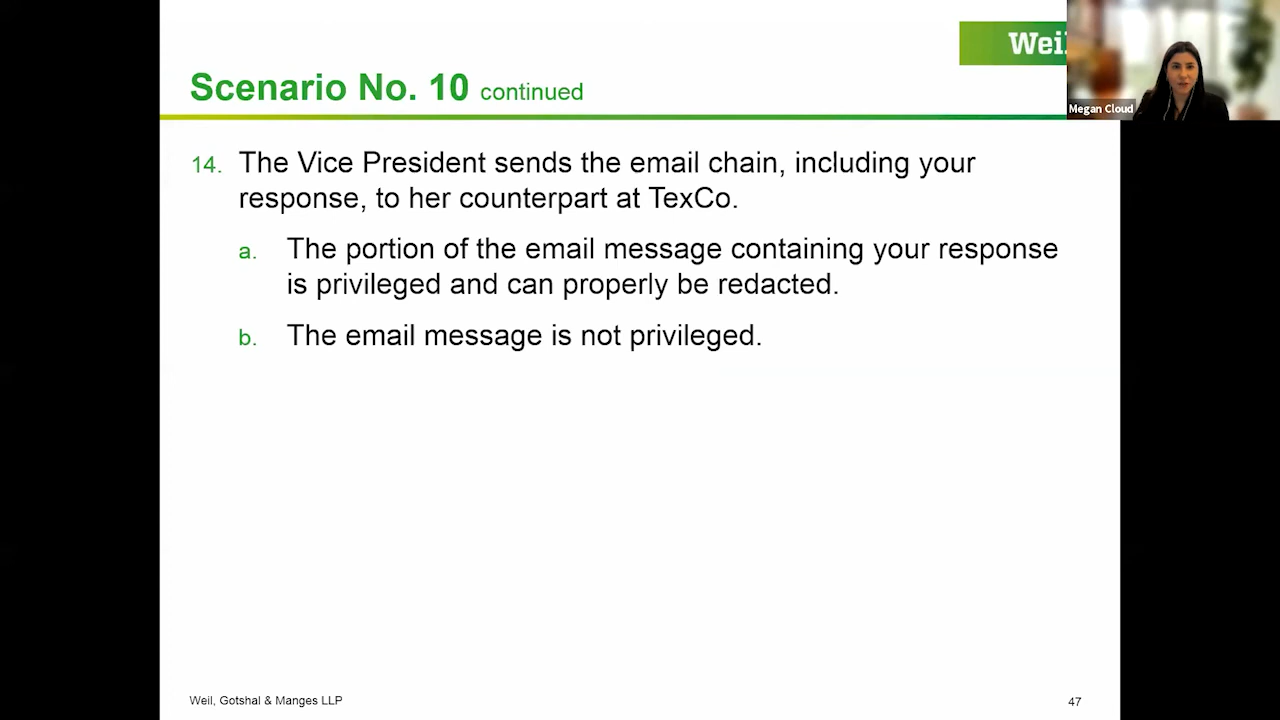 Wei
Scenario No. 10 continued
Megan Cloud
14. The Vice President sends the email chain, including your
response, to her counterpart at TexCo.
a. The portion of the email message containing your response
is privileged and can properly be redacted.
b. The email message is not privileged.
Weil, Gotshal & Manges LLP
47